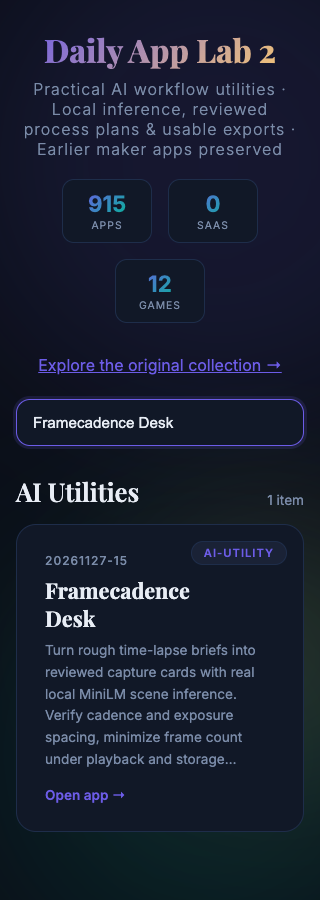 Daily App Lab 2
Practical AI workflow utilities ·
Local inference, reviewed
process plans & usable exports ·
Earlier maker apps preserved
915
APPS
0
SAAS
12
GAMES
Explore the original collection →
Framecadence Desk
AI Utilities
1 item
20261127-15
AI-UTILITY
Framecadence
Desk
Turn rough time-lapse briefs into
reviewed capture cards with real
local MiniLM scene inference.
Verify cadence and exposure
spacing, minimize frame count
under playback and storage...
Open app →